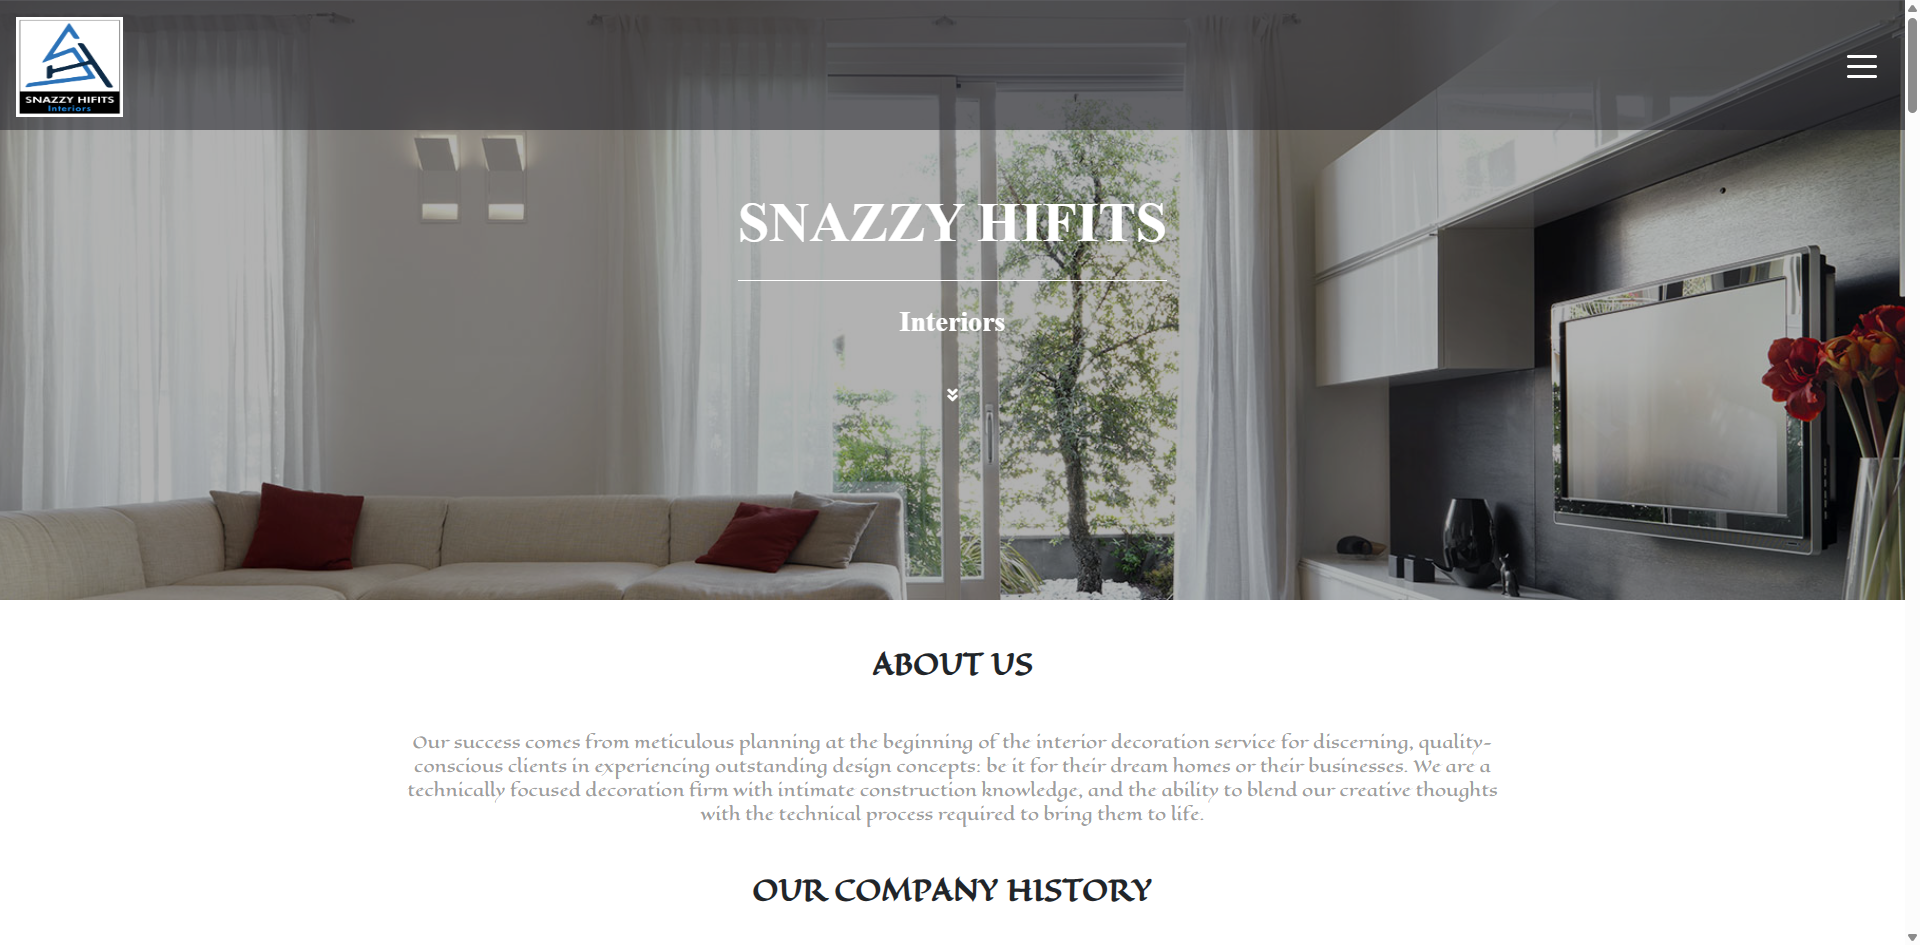 SNAZZY HIFITS
Interiors
SNAZZY HIFITS
Interiors
ABOUT US
Our success comes from meticulous planning at the beginning of the interior decoration service for discerning, quality-
conscious clients in experiencing outstanding design concepts: be it for their dream homes or their businesses. We are a
technically focused decoration firm with intimate construction knowledge, and the ability to blend our creative thoughts
with the technical process required to bring them to life.
OUR COMPANY HISTORY